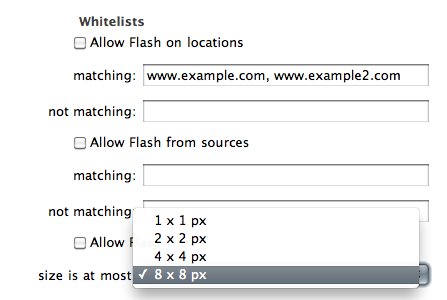 Whitelists
Allow Flash on locations
matching: www.example.com, www.example2.com
not matching:
Allow Flash from sources
matching:
not matching:
1 x 1 px
2 x 2 px
Allow
4 x 4 px
size is at most ✓ 8 x 8 px